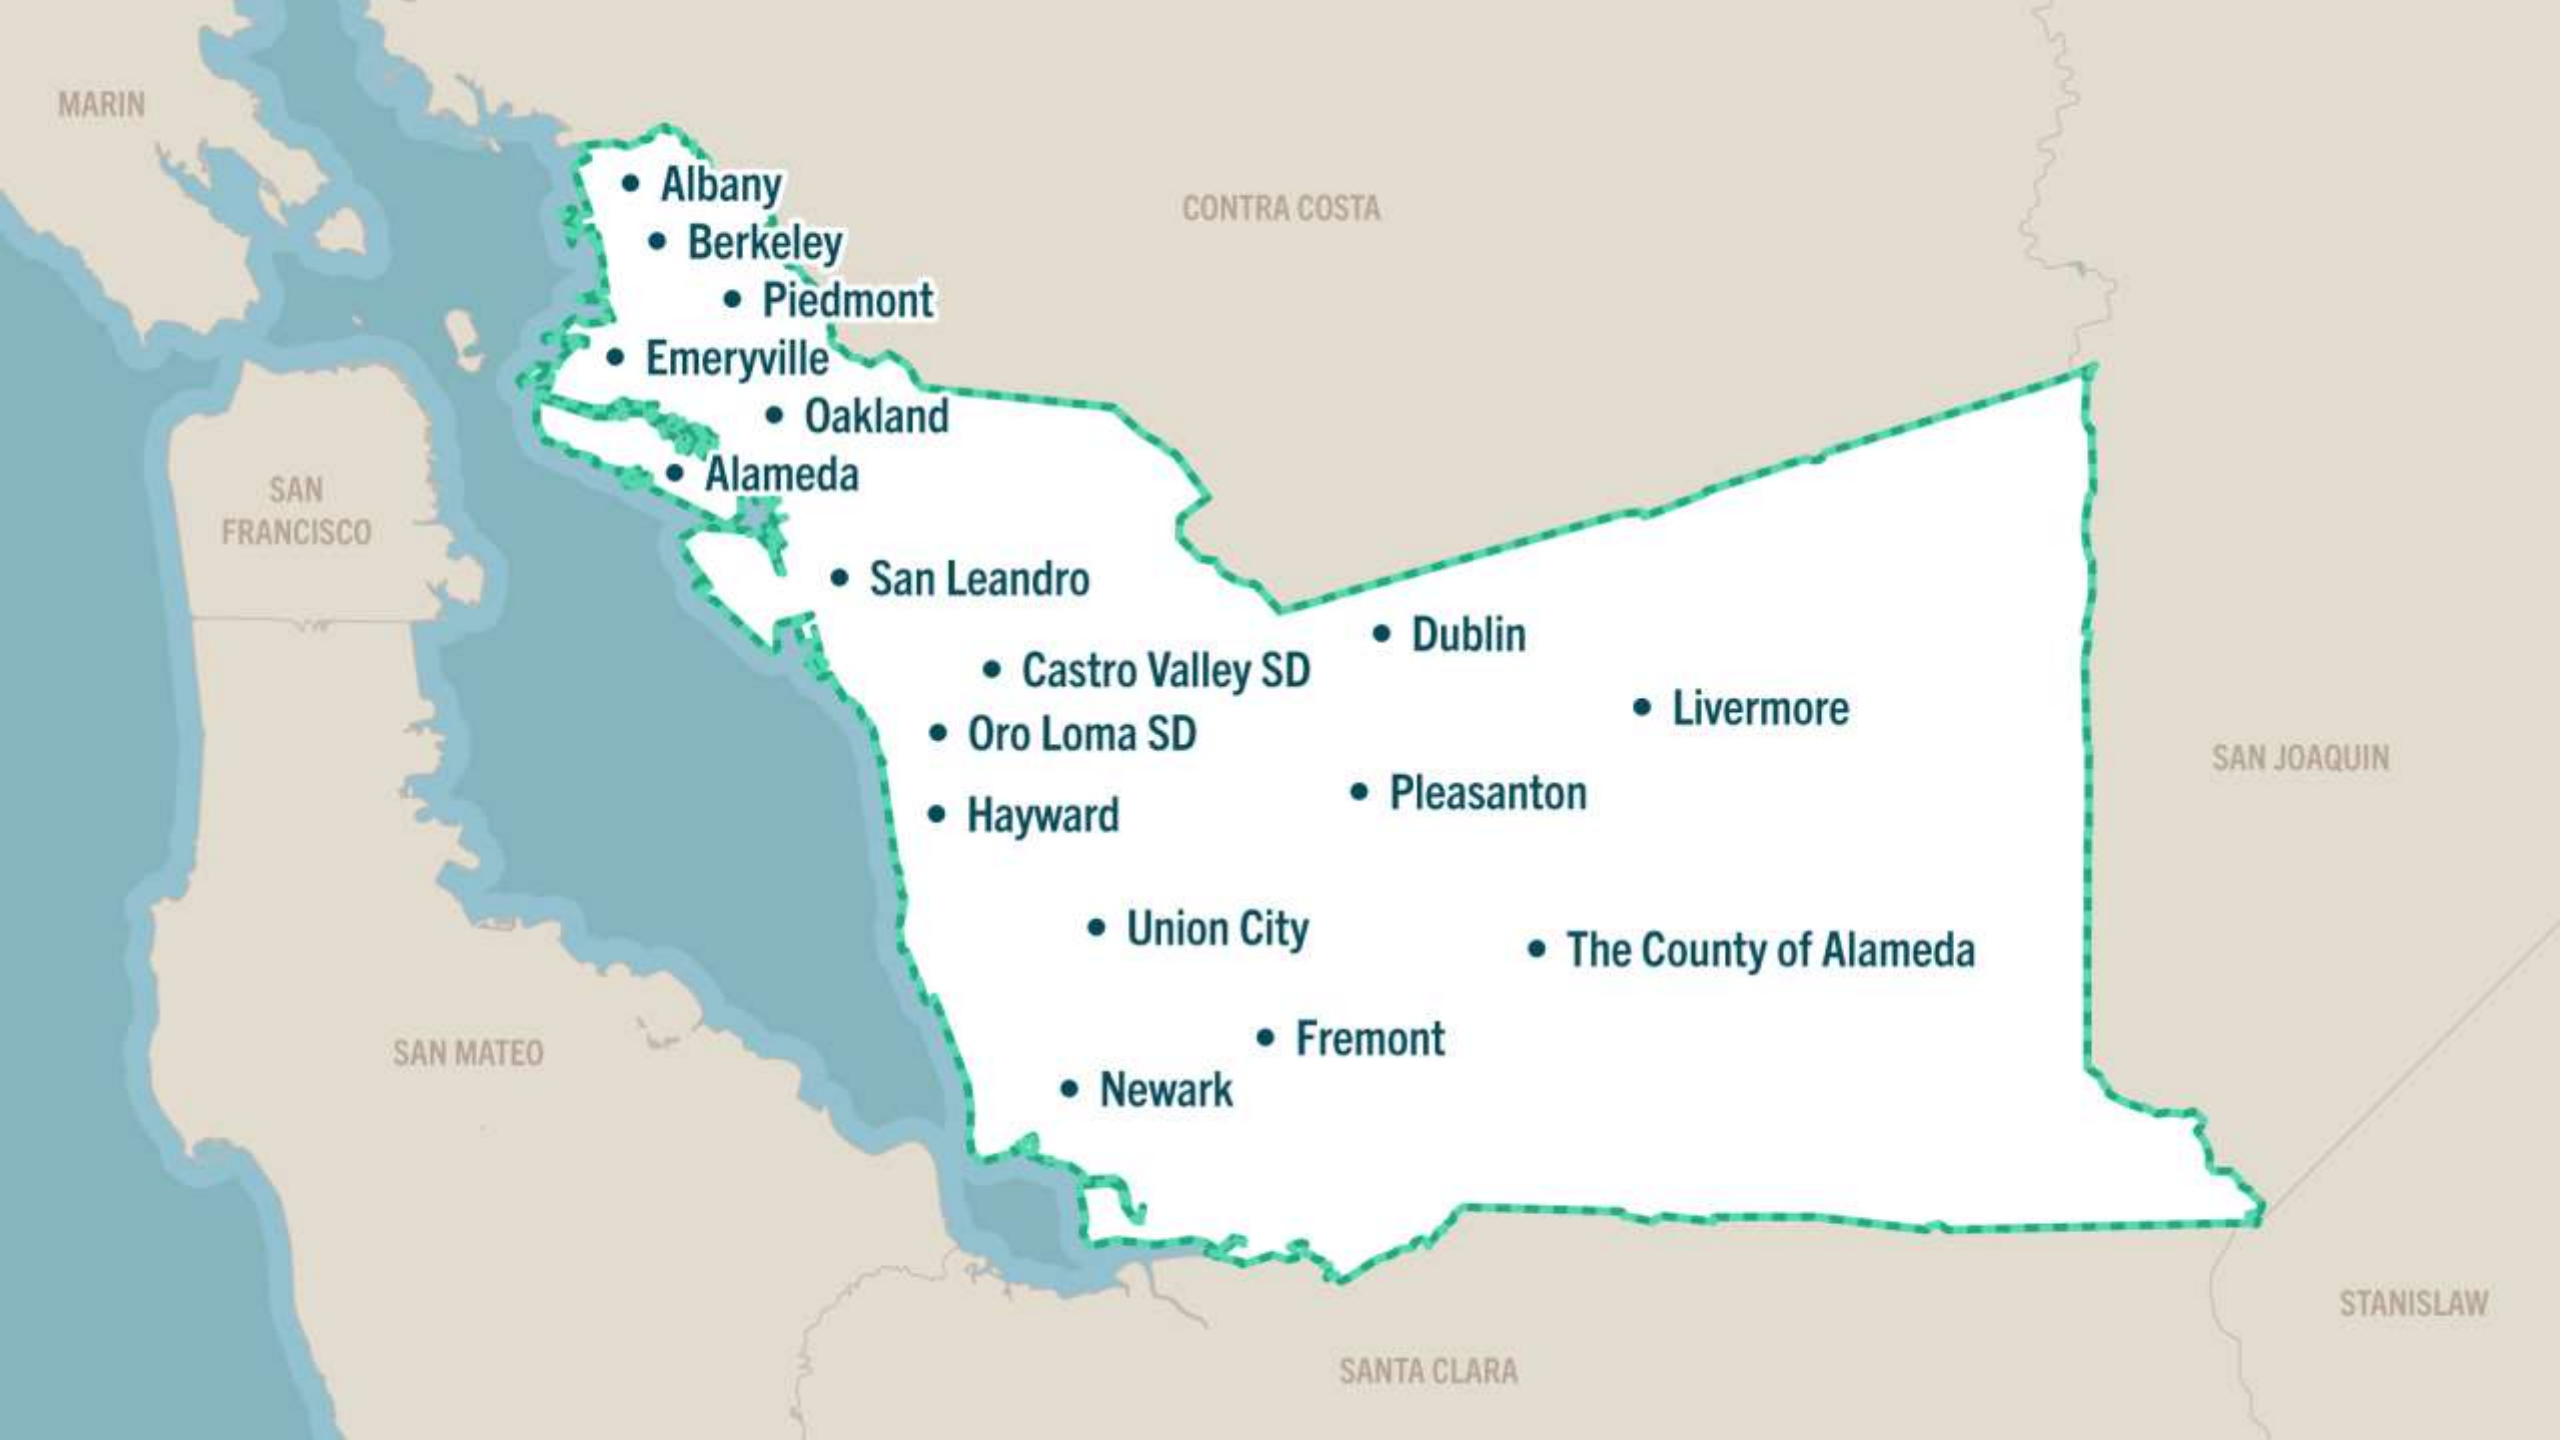 MARIN
Albany
CONTRA COSTA
Berkeley
Piedmont
Emeryville
Oakland
Alameda
SAN
FRANCISCO
San Leandro
Dublin
Castro Valley SD
Livermore
Oro Loma SD
SAN JOAQUIN
Pleasanton
Hayward
Union City
The County of Alameda
Fremont
SAN MATEO
Newark
STANISLAW
SANTA CLARA